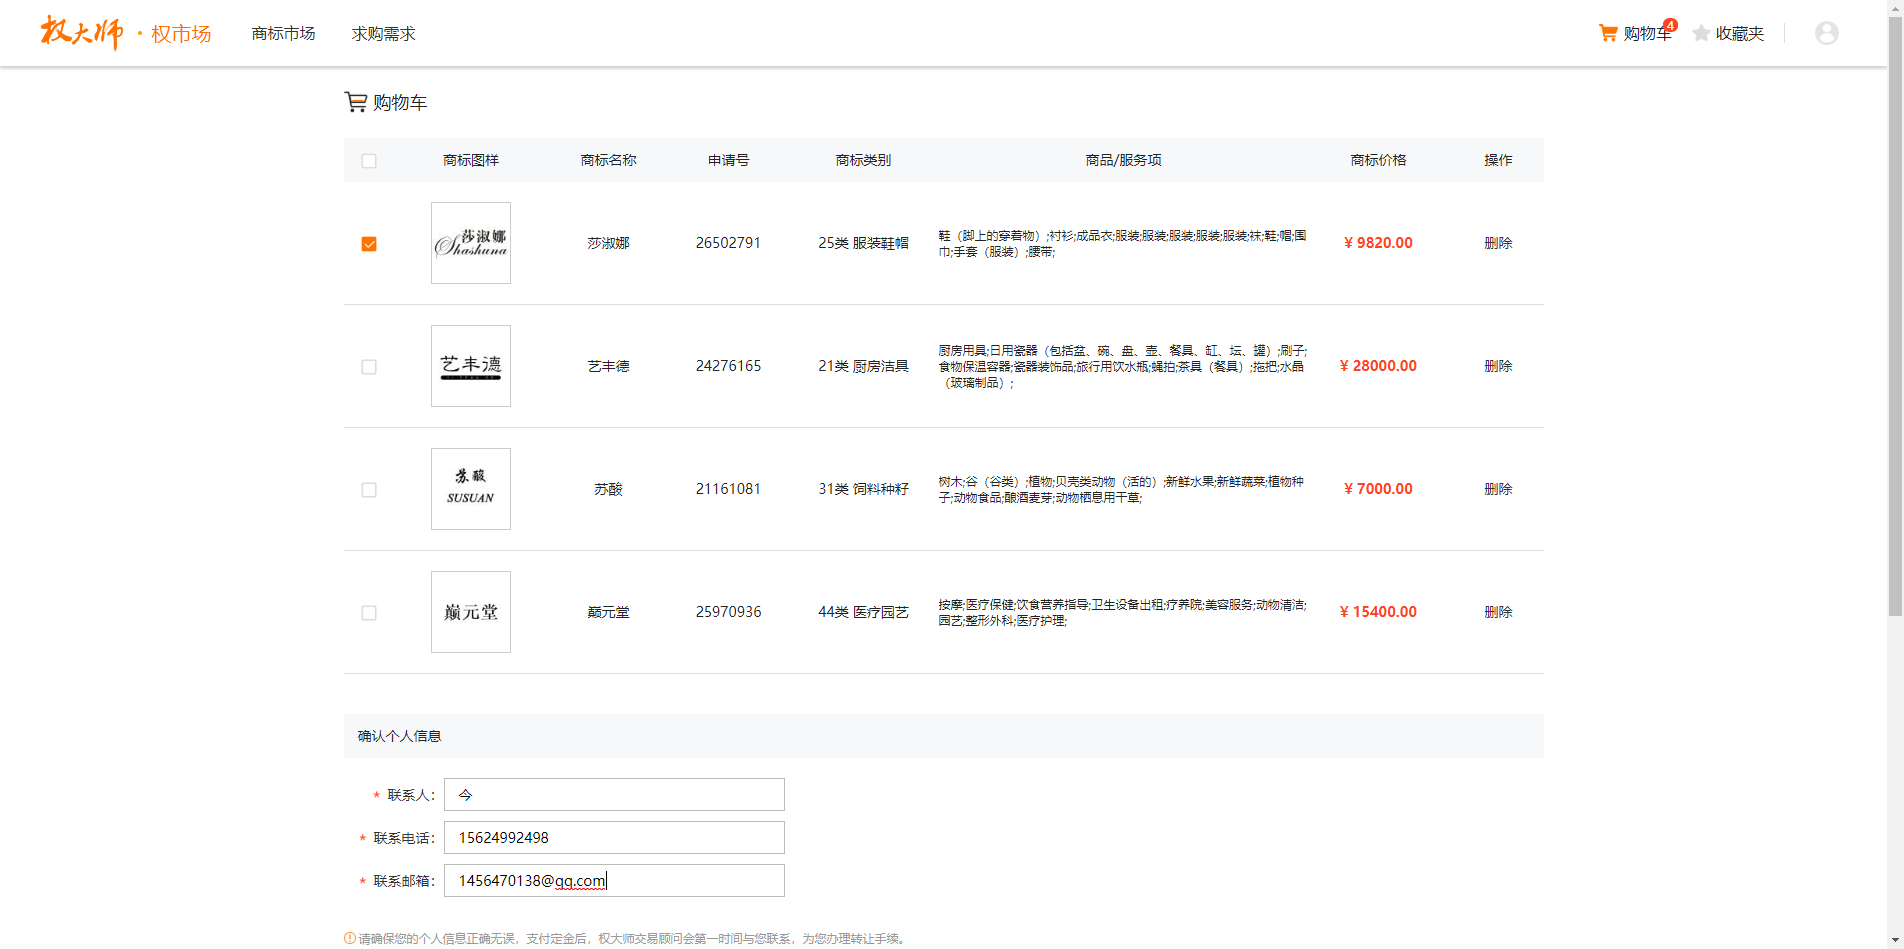 权大师 · 权市场 商标市场 求购需求 购物车 4 收藏夹
购物车
商标图样 商标名称 申请号 商标类别 商品/服务项 商标价格 操作
莎淑娜
Shashuna
莎淑娜 26502791 25类 服装鞋帽
鞋（脚上的穿着物）;衬衫;成品衣;服装;服装;服装;服装;服装;袜;鞋;帽;围
巾;手套（服装）;腰带;
¥ 9820.00 删除
艺丰德
艺丰德 24276165 21类 厨房洁具
厨房用具;日用瓷器（包括盆、碗、盘、壶、餐具、缸、坛、罐）;刷子;
食物保温容器;瓷器装饰品;旅行用饮水瓶;蝇拍;茶具（餐具）;拖把;水晶
（玻璃制品）;
¥ 28000.00 删除
苏酸
SUSUAN
苏酸 21161081 31类 饲料种籽
树木;谷（谷类）;植物;贝壳类动物（活的）;新鲜水果;新鲜蔬菜;植物种
子;动物食品;酿酒麦芽;动物栖息用干草;
¥ 7000.00 删除
巅元堂
巅元堂 25970936 44类 医疗园艺
按摩;医疗保健;饮食营养指导;卫生设备出租;疗养院;美容服务;动物清洁;
园艺;整形外科;医疗护理;
¥ 15400.00 删除
确认个人信息
* 联系人： 今
* 联系电话： 15624992498
* 联系邮箱： 1456470138@qq.com
请确保您的个人信息正确无误，支付定金后，权大师交易顾问会第一时间与您联系，为您办理转让手续。